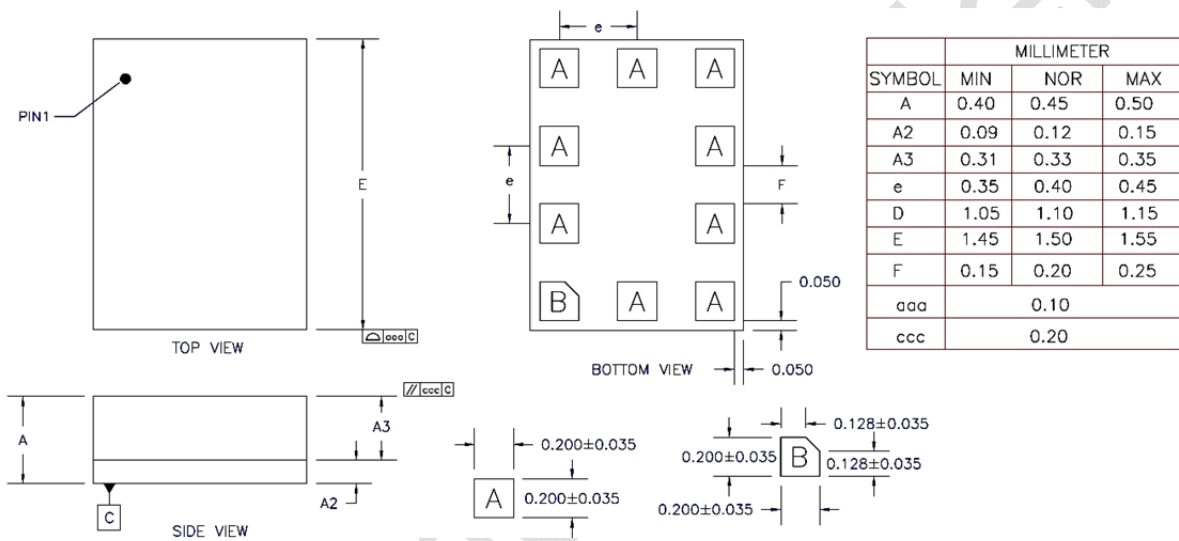 PIN1
E
⌓ aaa C
TOP VIEW
e
A A A
A A
e
F
A A
B A A
0.050
BOTTOM VIEW
0.050
MILLIMETER
SYMBOL MIN NOR MAX
A 0.40 0.45 0.50
A2 0.09 0.12 0.15
A3 0.31 0.33 0.35
e 0.35 0.40 0.45
D 1.05 1.10 1.15
E 1.45 1.50 1.55
F 0.15 0.20 0.25
aaa 0.10
ccc 0.20
// ccc C
A
A3
A2
C
SIDE VIEW
0.200±0.035
A 0.200±0.035
0.128±0.035
0.200±0.035 B 0.128±0.035
0.200±0.035